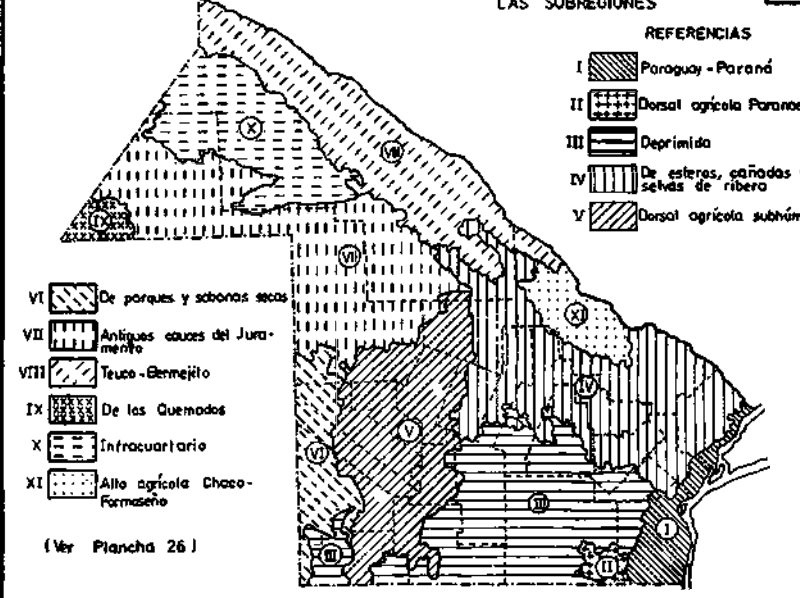 LAS SUBREGIONES
REFERENCIAS
I Paraguay-Paraná
II Dorsal agrícola
III Deprimida
IV De esteros, cañadas
selvas de ribera
V Dorsal agrícola
VI De parques y sabanas secas
VII Antiguos cauces del Jura-
mento
VIII Teuco-Bermejito
IX De los Quemados
X Infracuartario
XI Alto agrícola Chaco-
Formoseño
(Ver Plancha 26)
X
VIII
IX
VII
I
XI
IV
V
VI
III
I
III
II